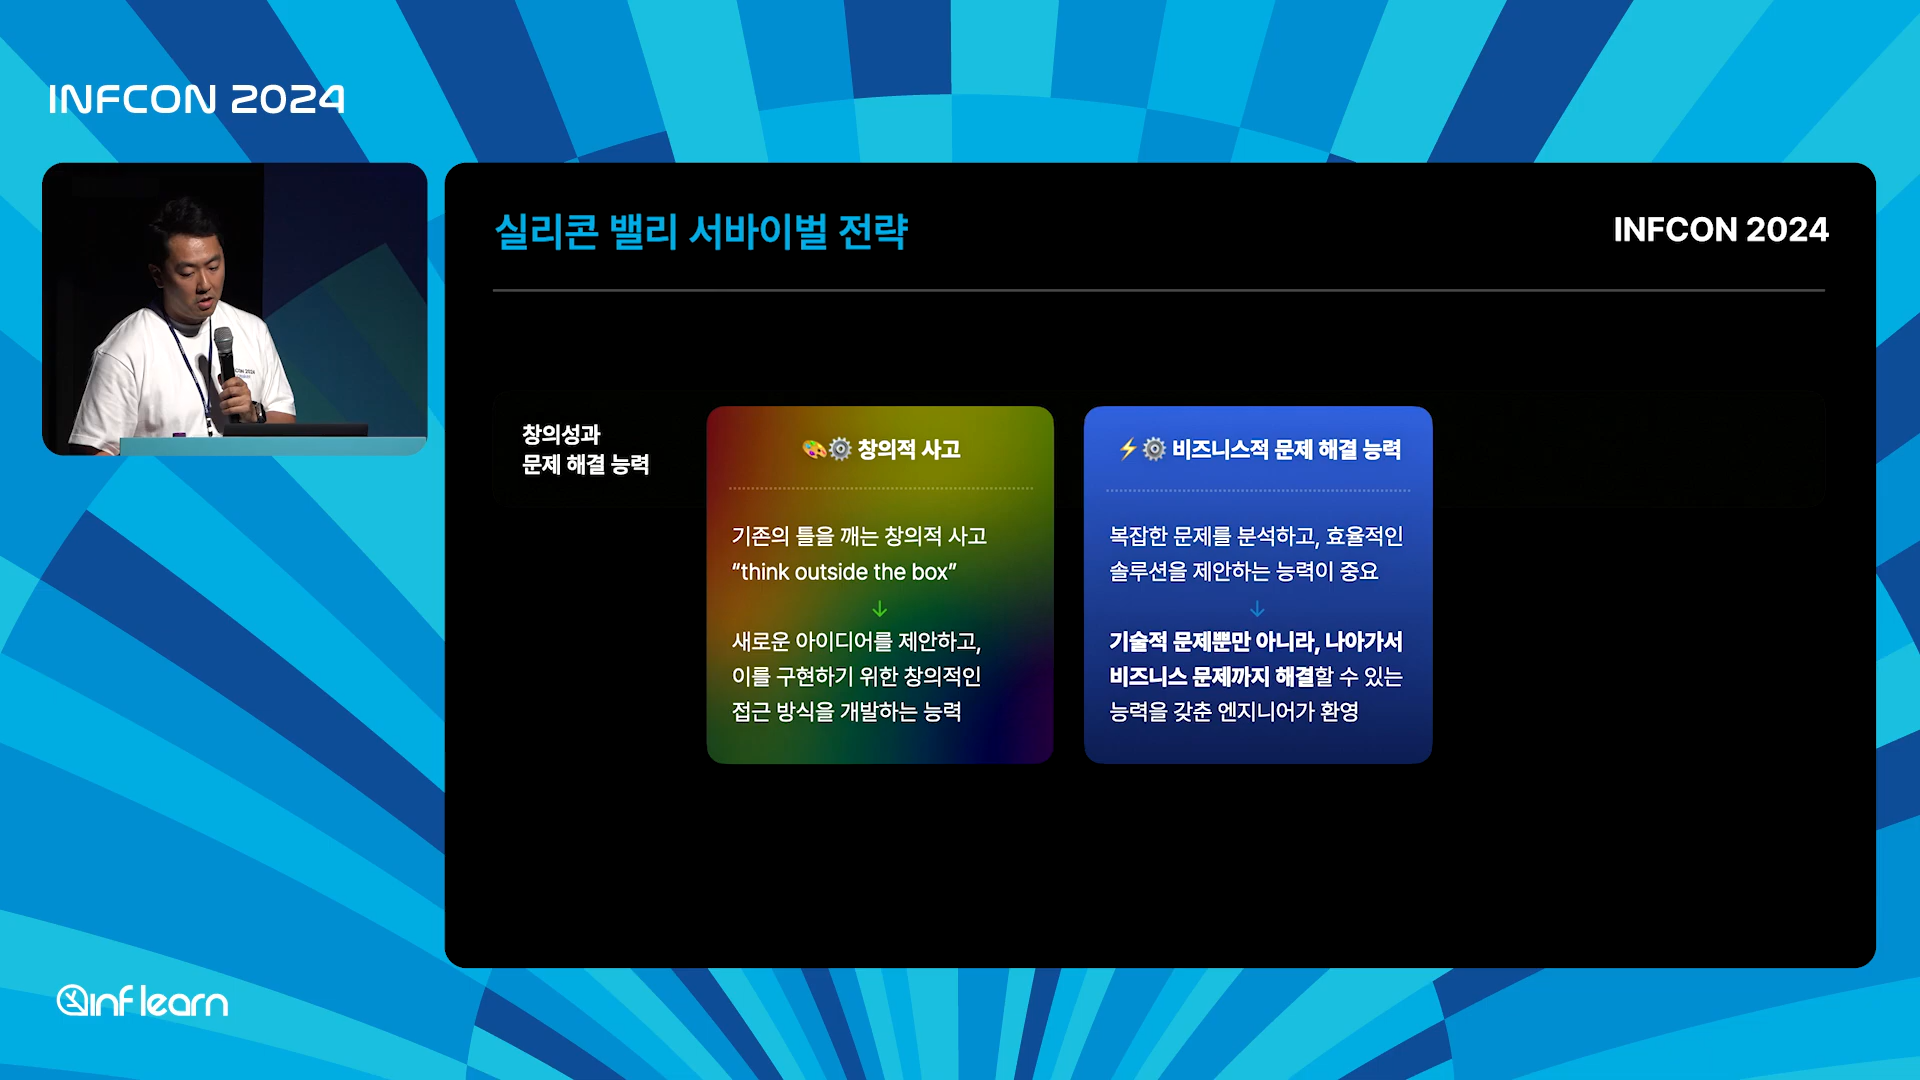 INFCON 2024
실리콘 밸리 서바이벌 전략
INFCON 2024
창의성과
문제 해결 능력
창의적 사고
기존의 틀을 깨는 창의적 사고
“think outside the box”
↓
새로운 아이디어를 제안하고,
이를 구현하기 위한 창의적인
접근 방식을 개발하는 능력
비즈니스적 문제 해결 능력
복잡한 문제를 분석하고, 효율적인
솔루션을 제안하는 능력이 중요
↓
기술적 문제뿐만 아니라, 나아가서
비즈니스 문제까지 해결할 수 있는
능력을 갖춘 엔지니어가 환영
inflearn